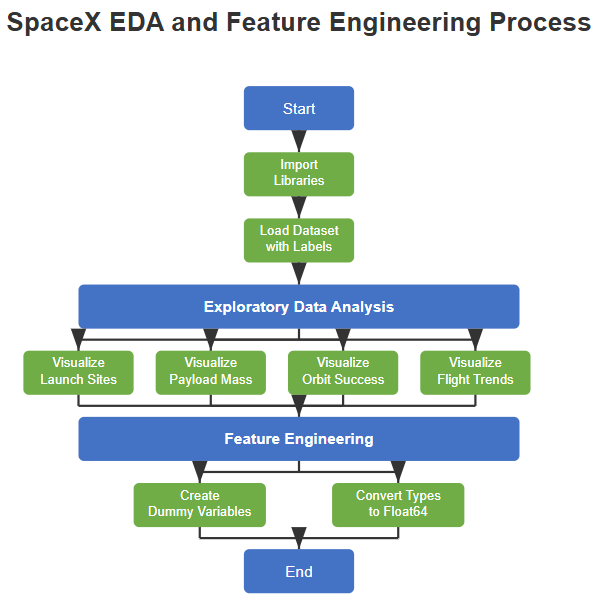 SpaceX EDA and Feature Engineering Process
Start
Import
Libraries
Load Dataset
with Labels
Exploratory Data Analysis
Visualize
Launch Sites
Visualize
Payload Mass
Visualize
Orbit Success
Visualize
Flight Trends
Feature Engineering
Create
Dummy Variables
Convert Types
to Float64
End